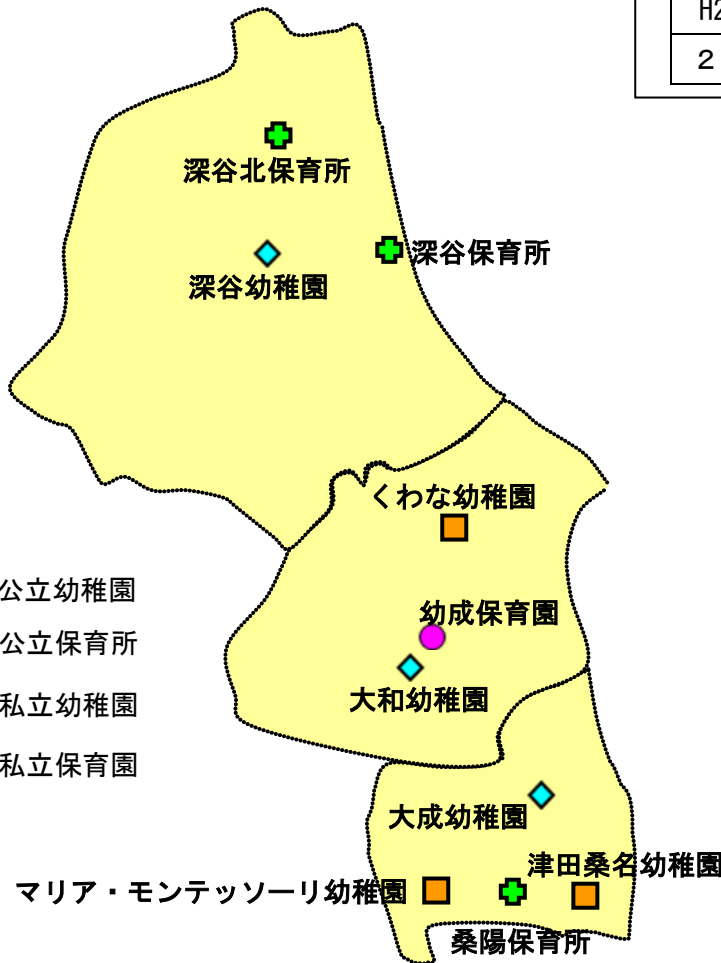 H2
2
深谷北保育所
深谷保育所
深谷幼稚園
くわな幼稚園
公立幼稚園
幼成保育園
公立保育所
大和幼稚園
私立幼稚園
私立保育園
大成幼稚園
津田桑名幼稚園
マリア・モンテッソーリ幼稚園
桑陽保育所